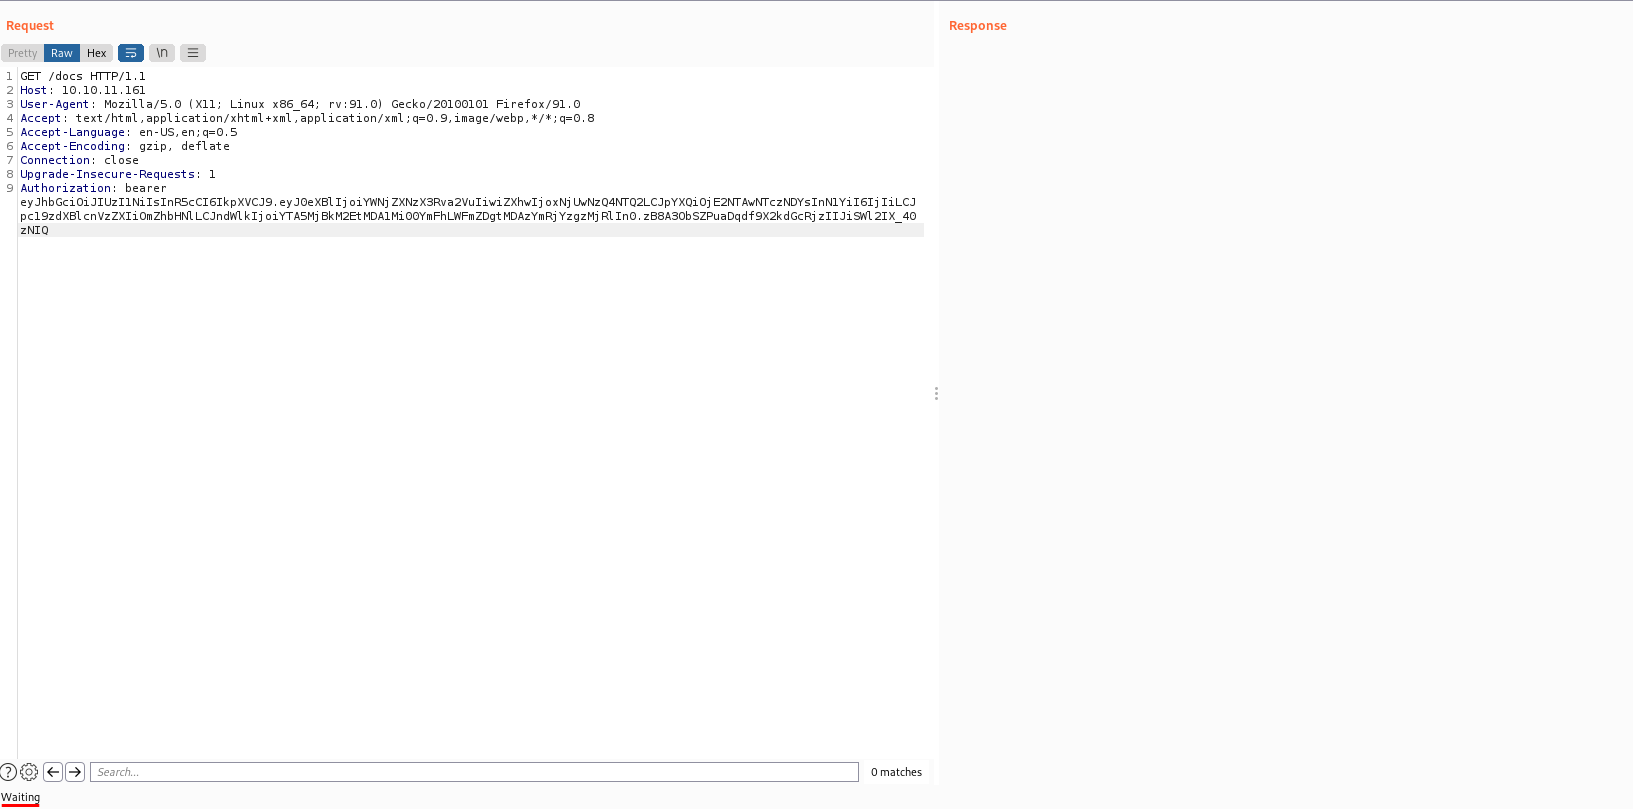 Request
Response
Pretty Raw Hex \n
1 GET /docs HTTP/1.1
2 Host: 10.10.11.161
3 User-Agent: Mozilla/5.0 (X11; Linux x86_64; rv:91.0) Gecko/20100101 Firefox/91.0
4 Accept: text/html,application/xhtml+xml,application/xml;q=0.9,image/webp,*/*;q=0.8
5 Accept-Language: en-US,en;q=0.5
6 Accept-Encoding: gzip, deflate
7 Connection: close
8 Upgrade-Insecure-Requests: 1
9 Authorization: bearer
eyJhbGciOiJIUzI1NiIsInR5cCI6IkpXVCJ9.eyJ0eXBlIjoiYWNjZXNzX3Rva2VuIiwiZXhwIjoxNjUwNzQ4NTQ2LCJpYXQiOjE2NTAwNTczNDYsInN1YiI6IjIiLCJ
pc19zdXBlcnVzZXIiOmZhbHNlLCJndWlkIjoiYTA5MjBkM2EtMDA1Mi00YmFhLWFmZDgtMDAzYmRjYzgzMjRlIn0.zB8A3ObSZPuaDqdf9X2kdGcRjzIIJiSWl2IX_40
zNIQ
? Search... 0 matches
Waiting